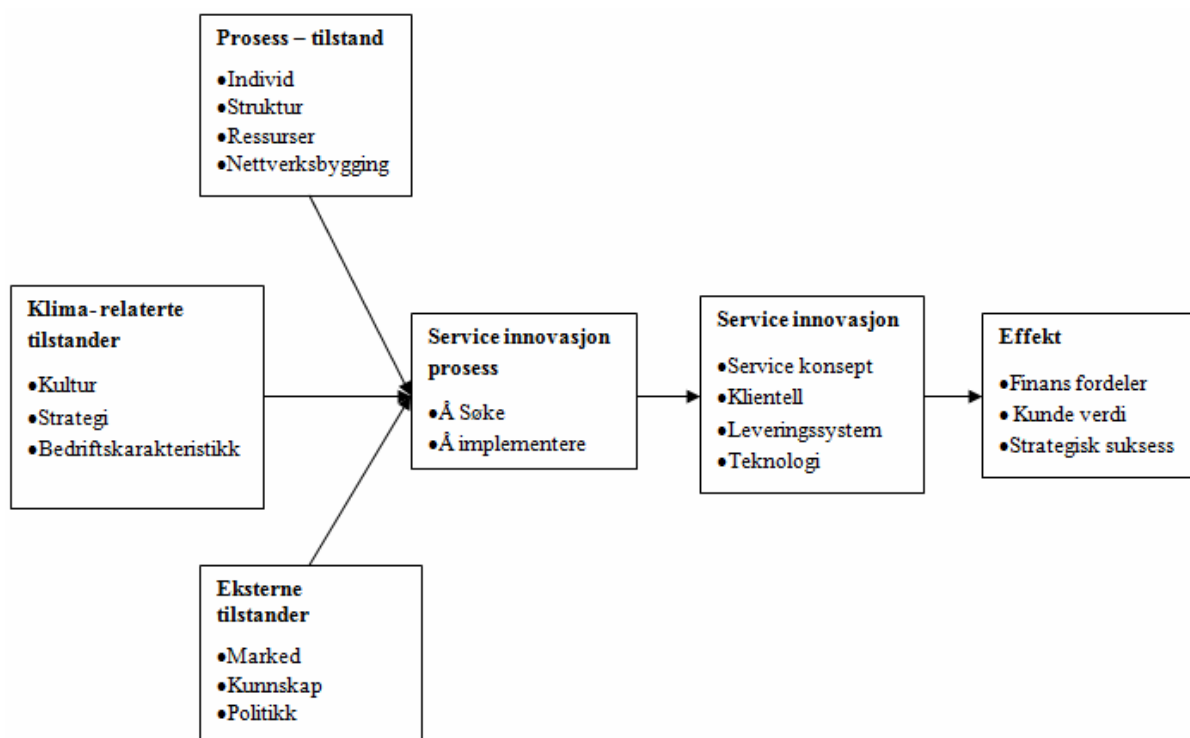 Prosess – tilstand
•Individ
•Struktur
•Ressurser
•Nettverksbygging
Klima- relaterte
tilstander
•Kultur
•Strategi
•Bedriftskarakteristikk
Service innovasjon
prosess
•Å Søke
•Å implementere
Service innovasjon
•Service konsept
•Klientell
•Leveringssystem
•Teknologi
Effekt
•Finans fordeler
• Kunde verdi
•Strategisk suksess
Eksterne
tilstander
•Marked
•Kunnskap
•Politikk